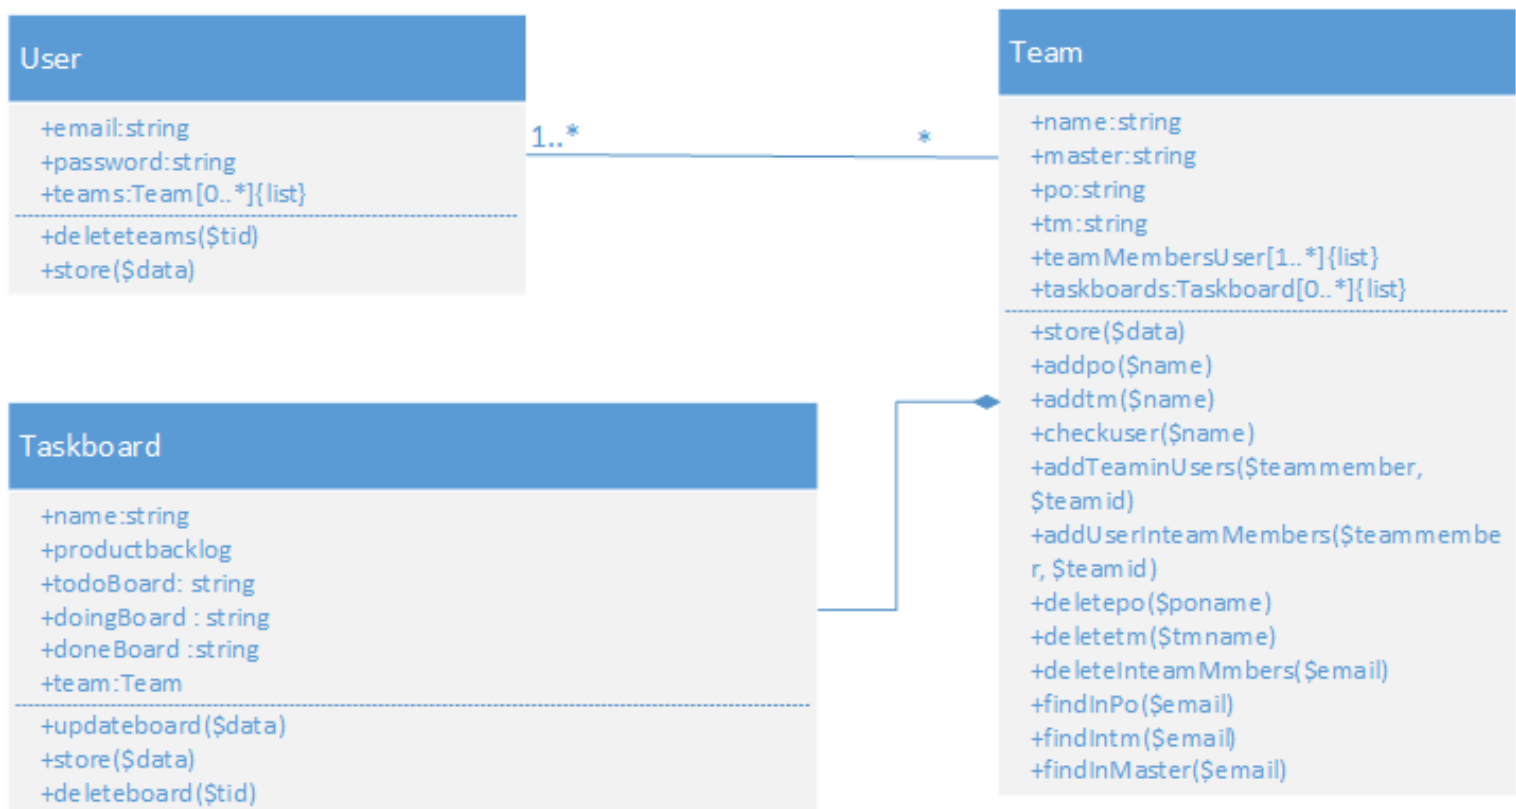 User
+email:string
+password:string
+teams:Team[0..*]{list}
+deleteteams($tid)
+store($data)
1..*
*
Team
+name:string
+master:string
+po:string
+tm:string
+teamMembersUser[1..*]{list}
+taskboards:Taskboard[0..*]{list}
+store($data)
+addpo($name)
+addtm($name)
+checkuser($name)
+addTeaminUsers($teammember,
$teamid)
+addUserInteamMembers($teammembe
r, $teamid)
+deletepo($poname)
+deletetm($tmname)
+deleteInteamMmbers($email)
+findInPo($email)
+findIntm($email)
+findInMaster($email)
Taskboard
+name:string
+productbacklog
+todoBoard: string
+doingBoard : string
+doneBoard :string
+team:Team
+updateboard($data)
+store($data)
+deleteboard($tid)